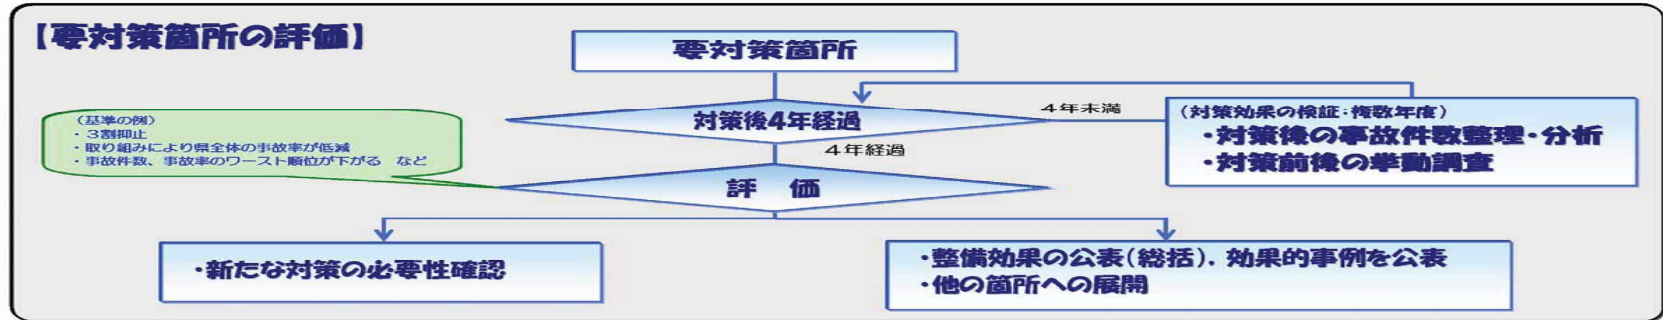 【要対策箇所の評価】
要対策箇所
(基準の例)
・3割抑止
・取り組みにより県全体の事故率が低減
・事故件数、事故率のワースト順位が下がる など
対策後4年経過
4年未満
(対策効果の検証:複数年度)
・対策後の事故件数整理・分析
・対策前後の挙動調査
4年経過
評 価
・新たな対策の必要性確認
・整備効果の公表(総括)．効果的事例を公表
・他の箇所への展開